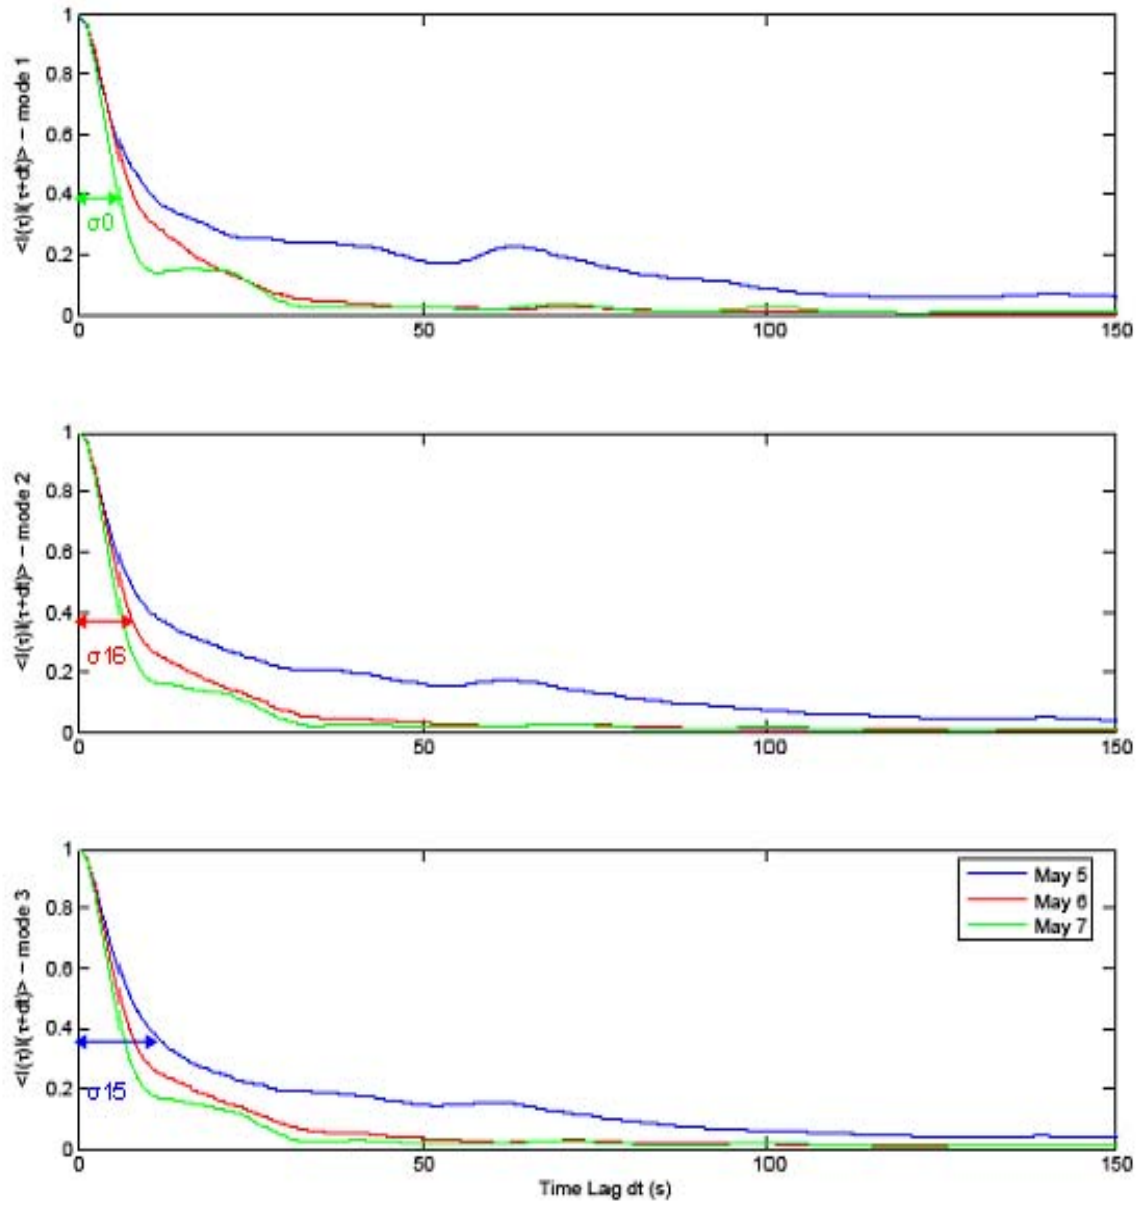 <I(τ)I(τ+dt)> – mode 1
1
0.8
0.6
0.4
0.2
0
σ0
0 50 100 150
<I(τ)I(τ+dt)> – mode 2
1
0.8
0.6
0.4
0.2
0
σ16
0 50 100 150
<I(τ)I(τ+dt)> – mode 3
1
0.8
0.6
0.4
0.2
0
σ15
May 5
May 6
May 7
0 50 100 150
Time Lag dt (s)